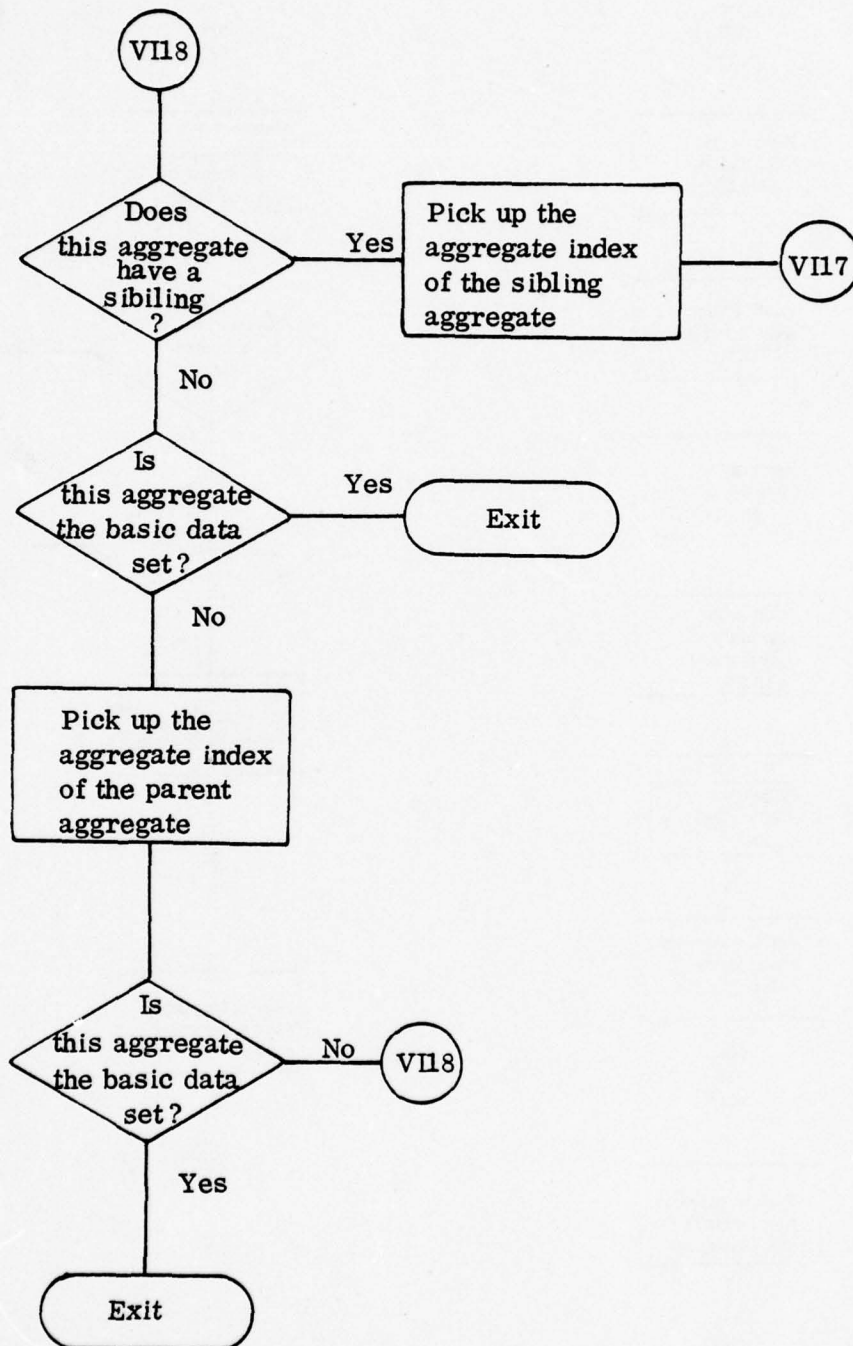 VI18
Does
this aggregate
have a
sibiling
?
Yes
Pick up the
aggregate index
of the sibling
aggregate
VI17
No
Is
this aggregate
the basic data
set?
Yes
Exit
No
Pick up the
aggregate index
of the parent
aggregate
Is
this aggregate
the basic data
set?
No
VI18
Yes
Exit